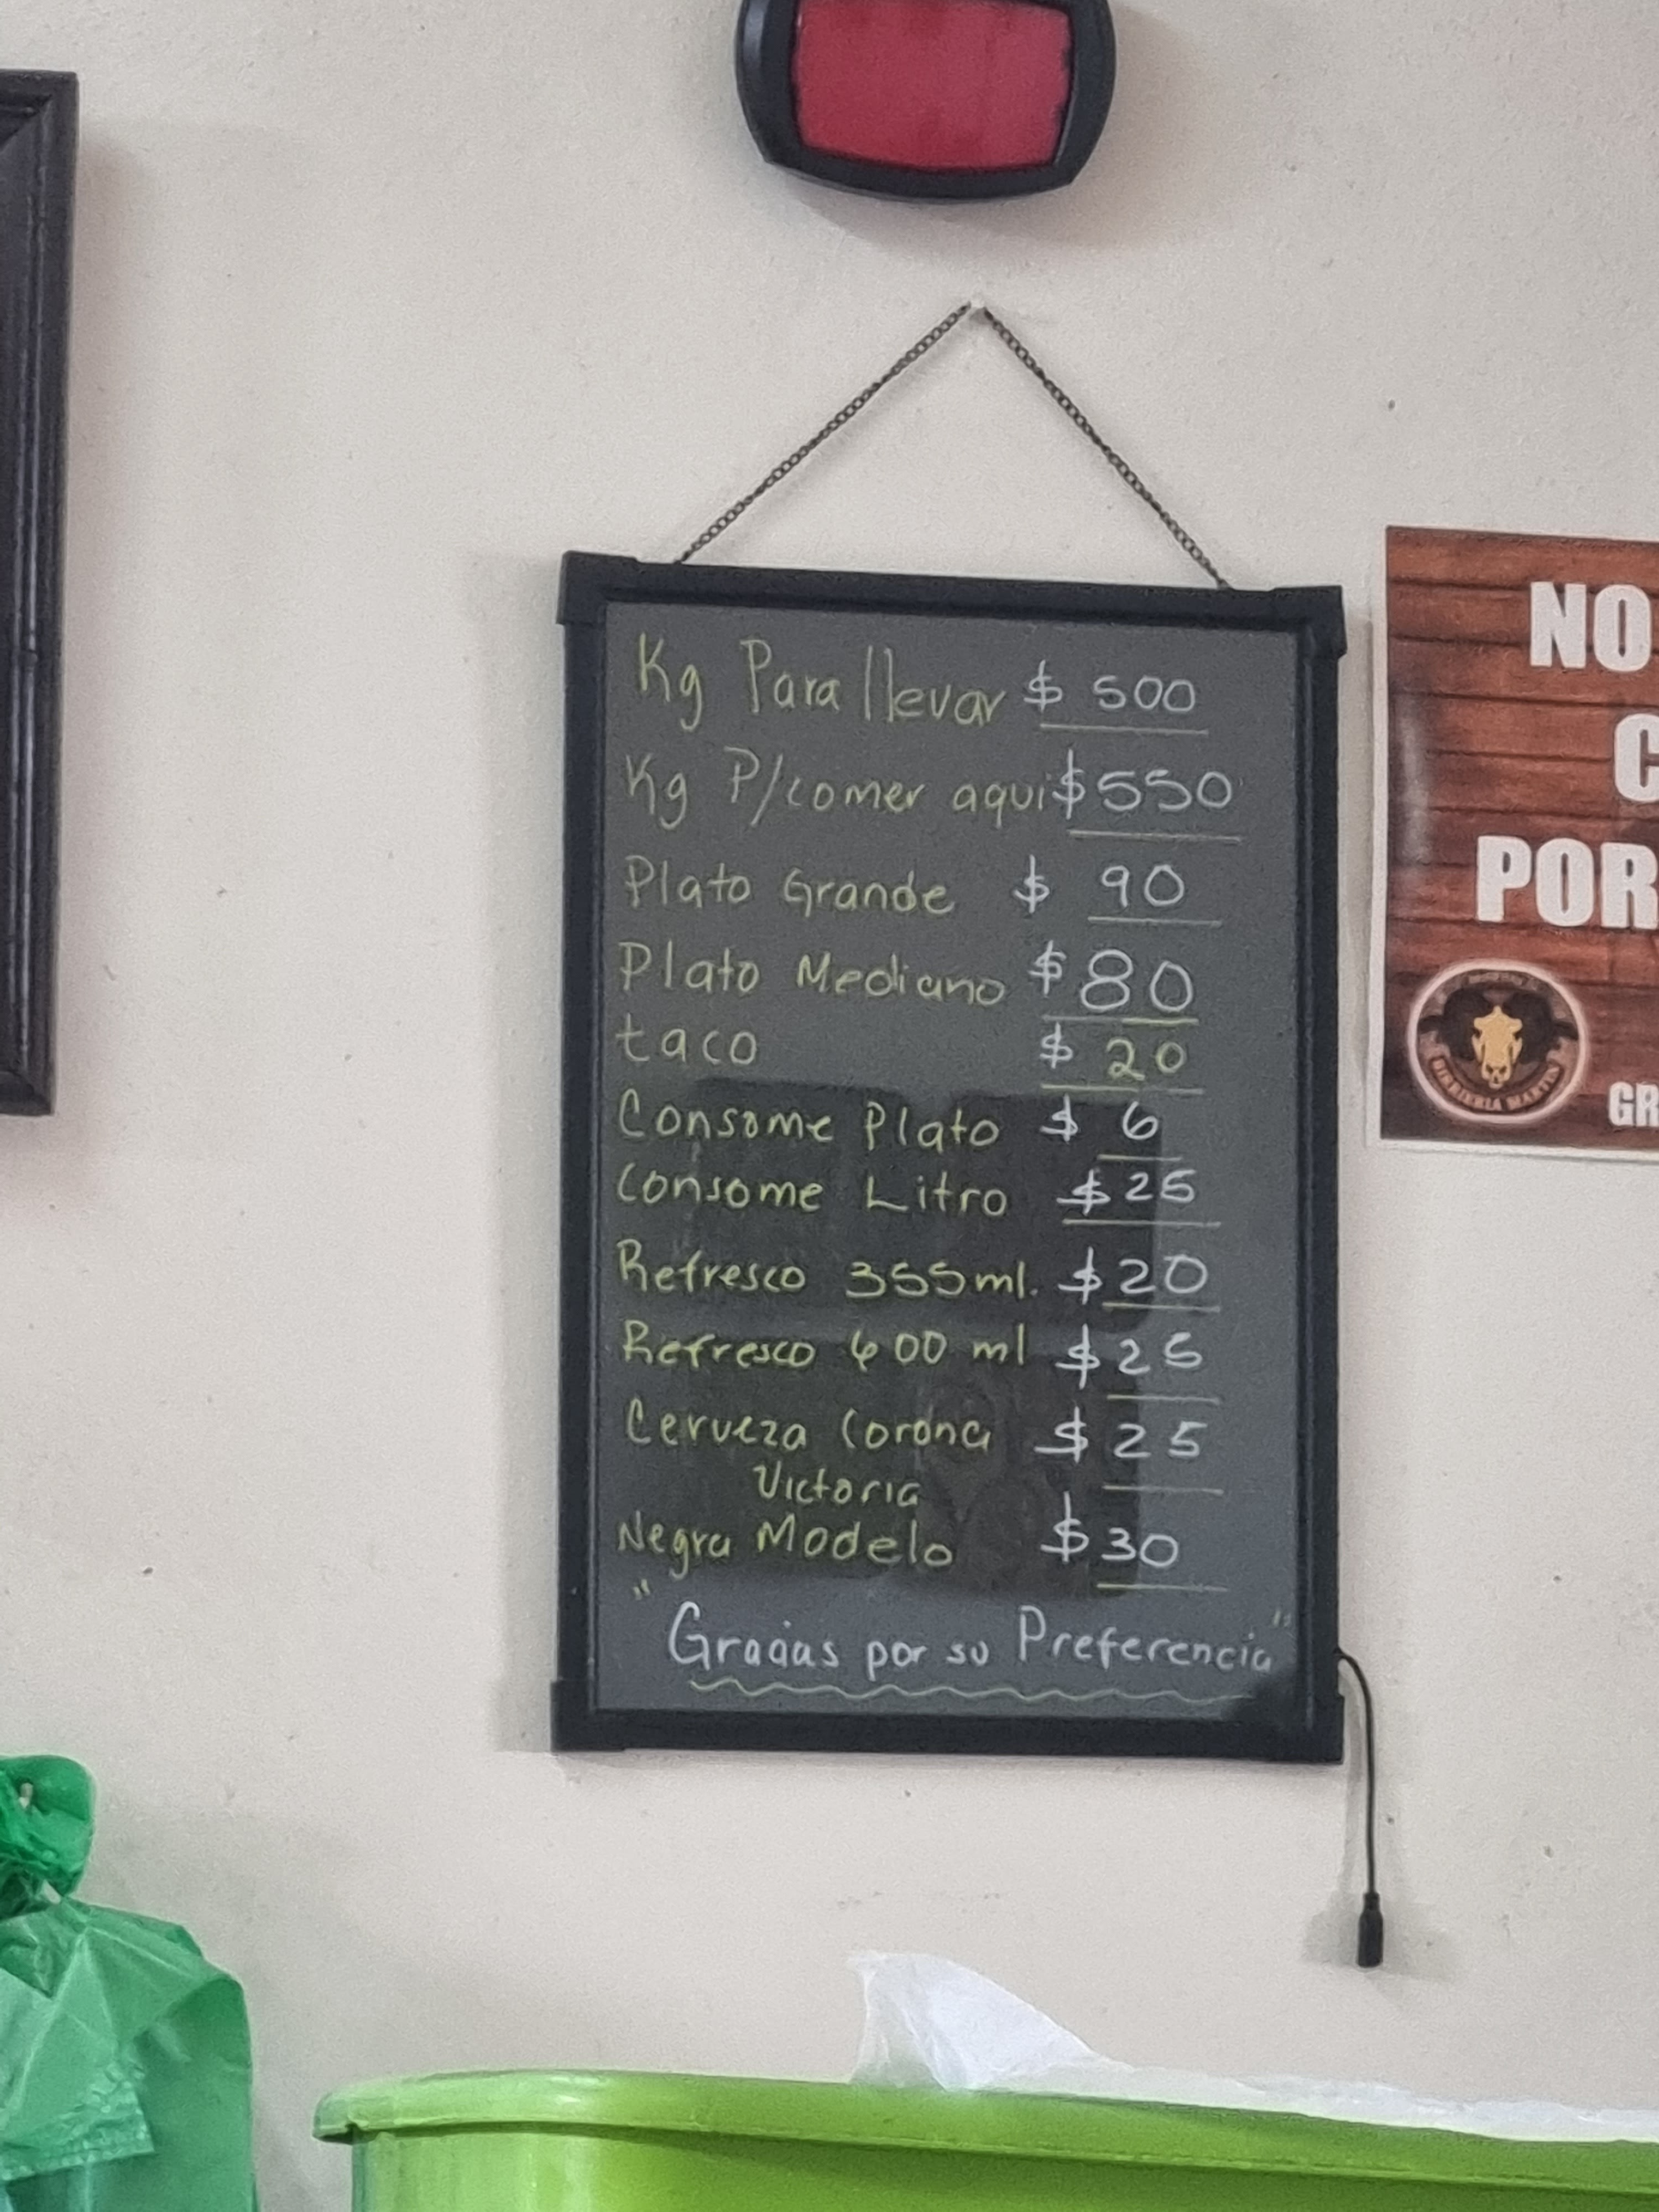 Kg Para llevar $ 500
Kg P/comer aqui $550
Plato Grande $ 90
Plato Mediano $80
taco $ 20
Consome Plato $ 6
Consome Litro $25
Refresco 355ml. $20
Refresco 600 ml $25
Cerveza Corona $25
Victoria
Negra Modelo $30
"Gracias por su Preferencia"
NO
C
POR
BIRRIERIA MARTIN
GR